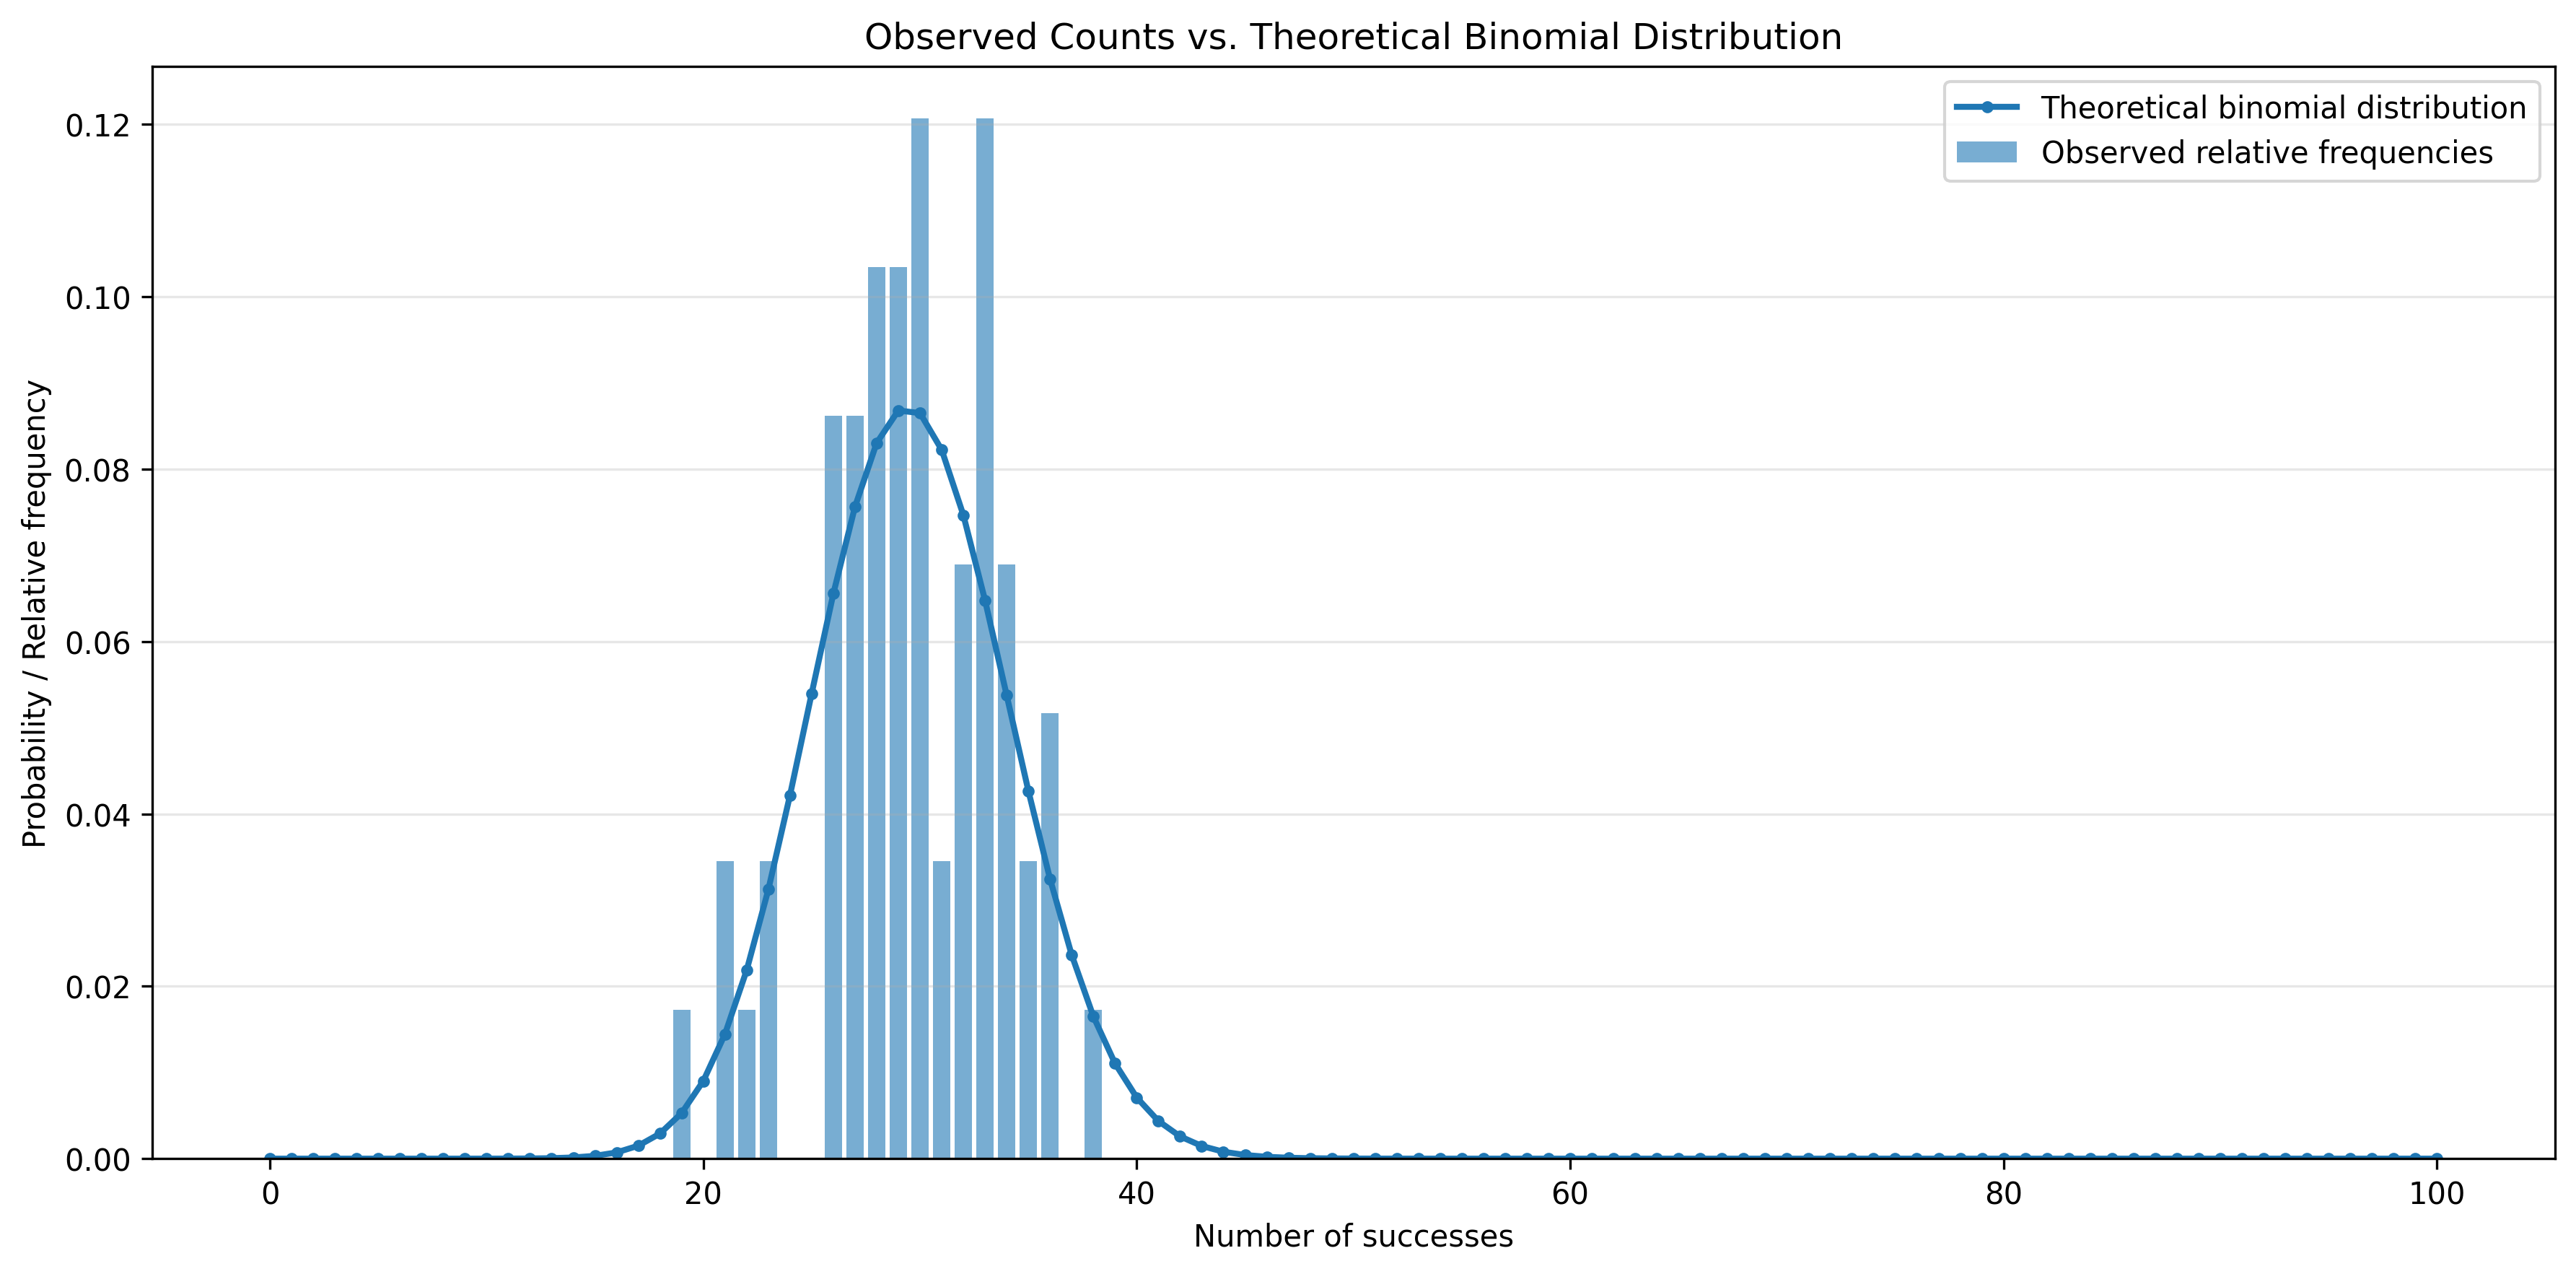 Observed Counts vs. Theoretical Binomial Distribution
Theoretical binomial distribution
Observed relative frequencies
Probability / Relative frequency
0.12
0.10
0.08
0.06
0.04
0.02
0.00
0 20 40 60 80 100
Number of successes